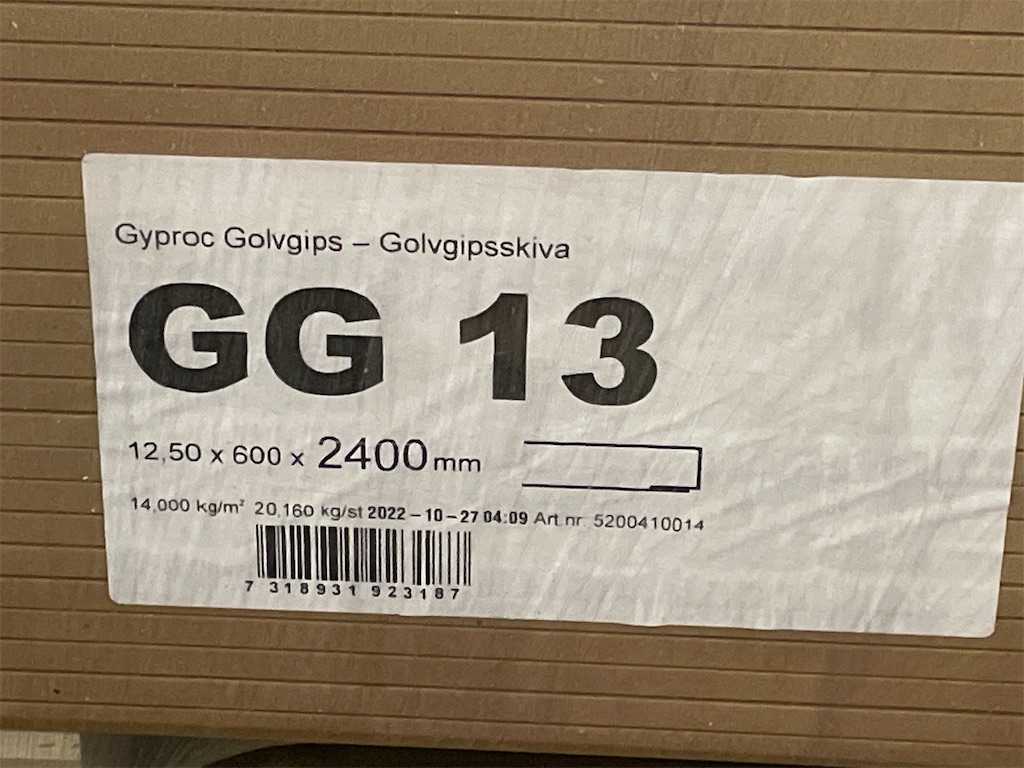 Gyproc Golvgips – Golvgipsskiva
GG 13
12,50 x 600 x 2400 mm
14,000 kg/m² 20,160 kg/st 2022-10-27 04:09 Art.nr. 5200410014
7 318931 923187